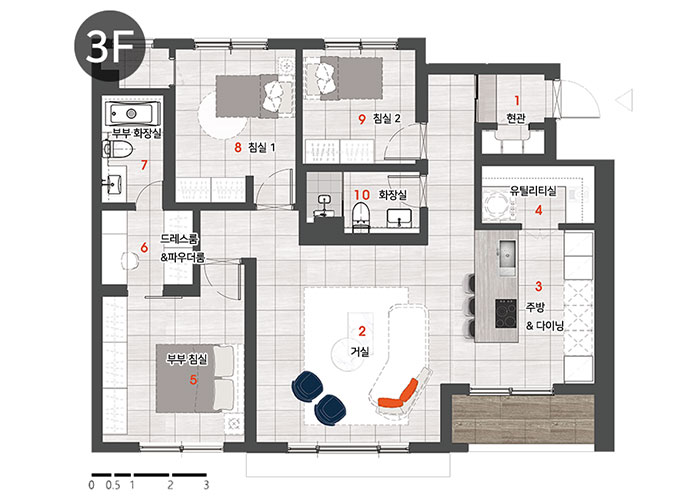 3F
1
현관
9 침실 2
8 침실 1
부부 화장실
7
10 화장실
유틸리티실
4
6 드레스룸
&파우더룸
3
주방
& 다이닝
2
거실
부부 침실
5
0 0.5 1 2 3